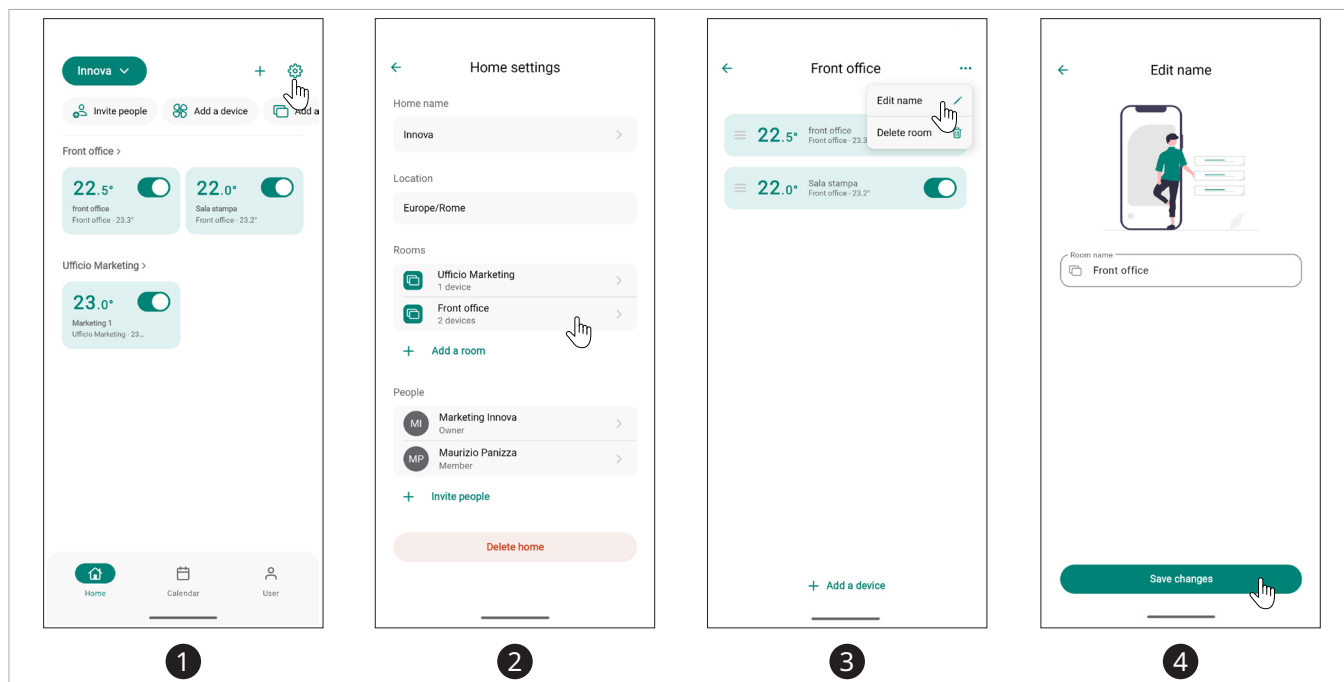 Innova
Invite people
Add a device
Add a
Front office >
22.5°
front office
Front office - 23.3°
22.0°
Sala stampa
Front office - 23.2°
Ufficio Marketing >
23.0°
Marketing 1
Ufficio Marketing - 23...
Home
Calendar
User
1
Home settings
Home name
Innova
Location
Europe/Rome
Rooms
Ufficio Marketing
1 device
Front office
2 devices
+ Add a room
People
MI
Marketing Innova
Owner
MP
Maurizio Panizza
Member
+ Invite people
Delete home
2
Front office
Edit name
Delete room
22.5°
front office
Front office - 23.3
22.0°
Sala stampa
Front office - 23.2°
+ Add a device
3
Edit name
Room name
Front office
Save changes
4